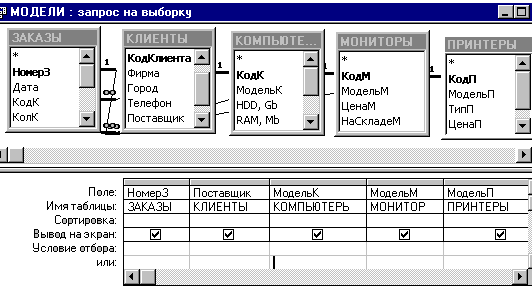 МОДЕЛИ : запрос на выборку
ЗАКАЗЫ
*
НомерЗ
Дата
КодК
КолК
КЛИЕНТЫ
КодКлиента
Фирма
Город
Телефон
Поставщик
КОМПЬЮТЕ...
*
КодК
МодельК
HDD, Gb
RAM, Mb
МОНИТОРЫ
*
КодМ
МодельМ
ЦенаМ
НаСкладеМ
ПРИНТЕРЫ
*
КодП
МодельП
ТипП
ЦенаП
1 ∞ 1 1 1
Поле: НомерЗ Поставщик МодельК МодельМ МодельП
Имя таблицы: ЗАКАЗЫ КЛИЕНТЫ КОМПЬЮТЕРЬ МОНИТОР ПРИНТЕРЫ
Сортировка:
Вывод на экран:
Условие отбора:
или: